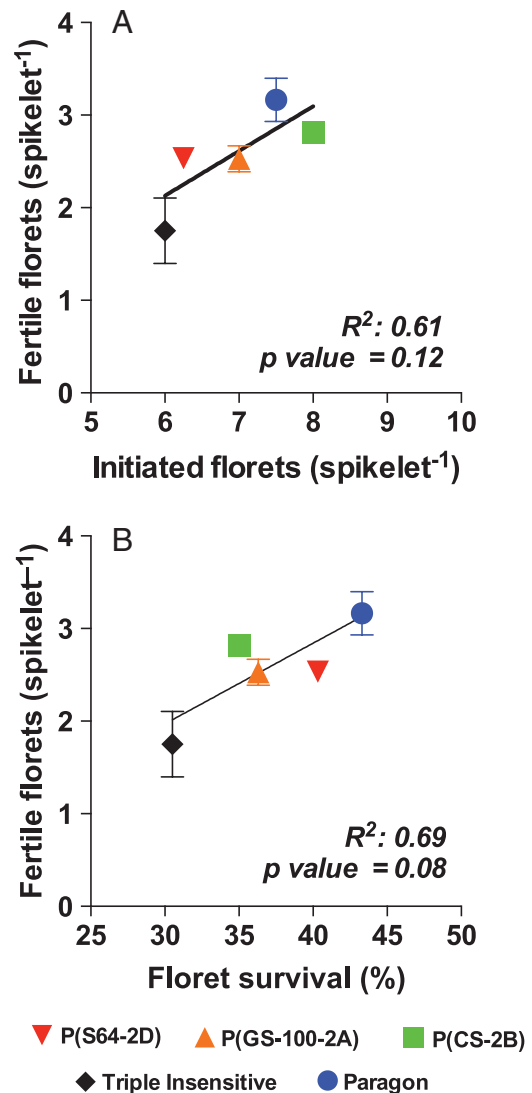 A
4
3
2
1
0
Fertile florets (spikelet⁻¹)
R²: 0.61
p value = 0.12
5 6 7 8 9 10
Initiated florets (spikelet⁻¹)
B
4
3
2
1
0
Fertile florets (spikelet⁻¹)
R²: 0.69
p value = 0.08
25 30 35 40 45 50
Floret survival (%)
P(S64-2D) P(GS-100-2A) P(CS-2B)
Triple Insensitive Paragon